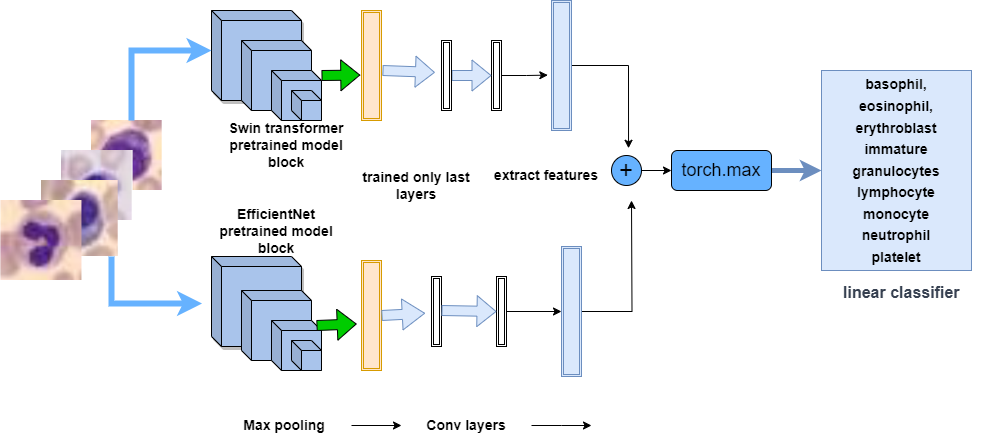 Swin transformer
pretrained model
block
trained only last
layers
extract features
EfficientNet
pretrained model
block
+
torch.max
basophil,
eosinophil,
erythroblast
immature
granulocytes
lymphocyte
monocyte
neutrophil
platelet
linear classifier
Max pooling
Conv layers